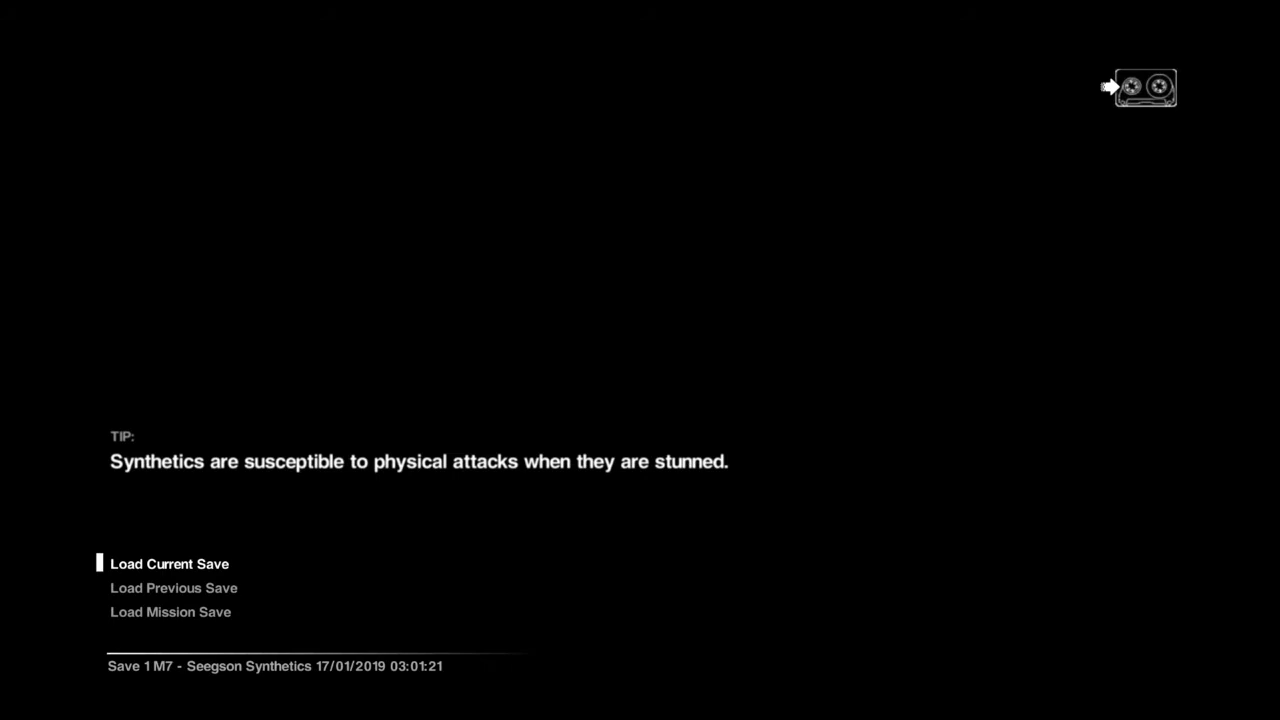 TIP:
Synthetics are susceptible to physical attacks when they are stunned.
Load Current Save
Load Previous Save
Load Mission Save
Save 1 M7 - Seegson Synthetics 17/01/2019 03:01:21